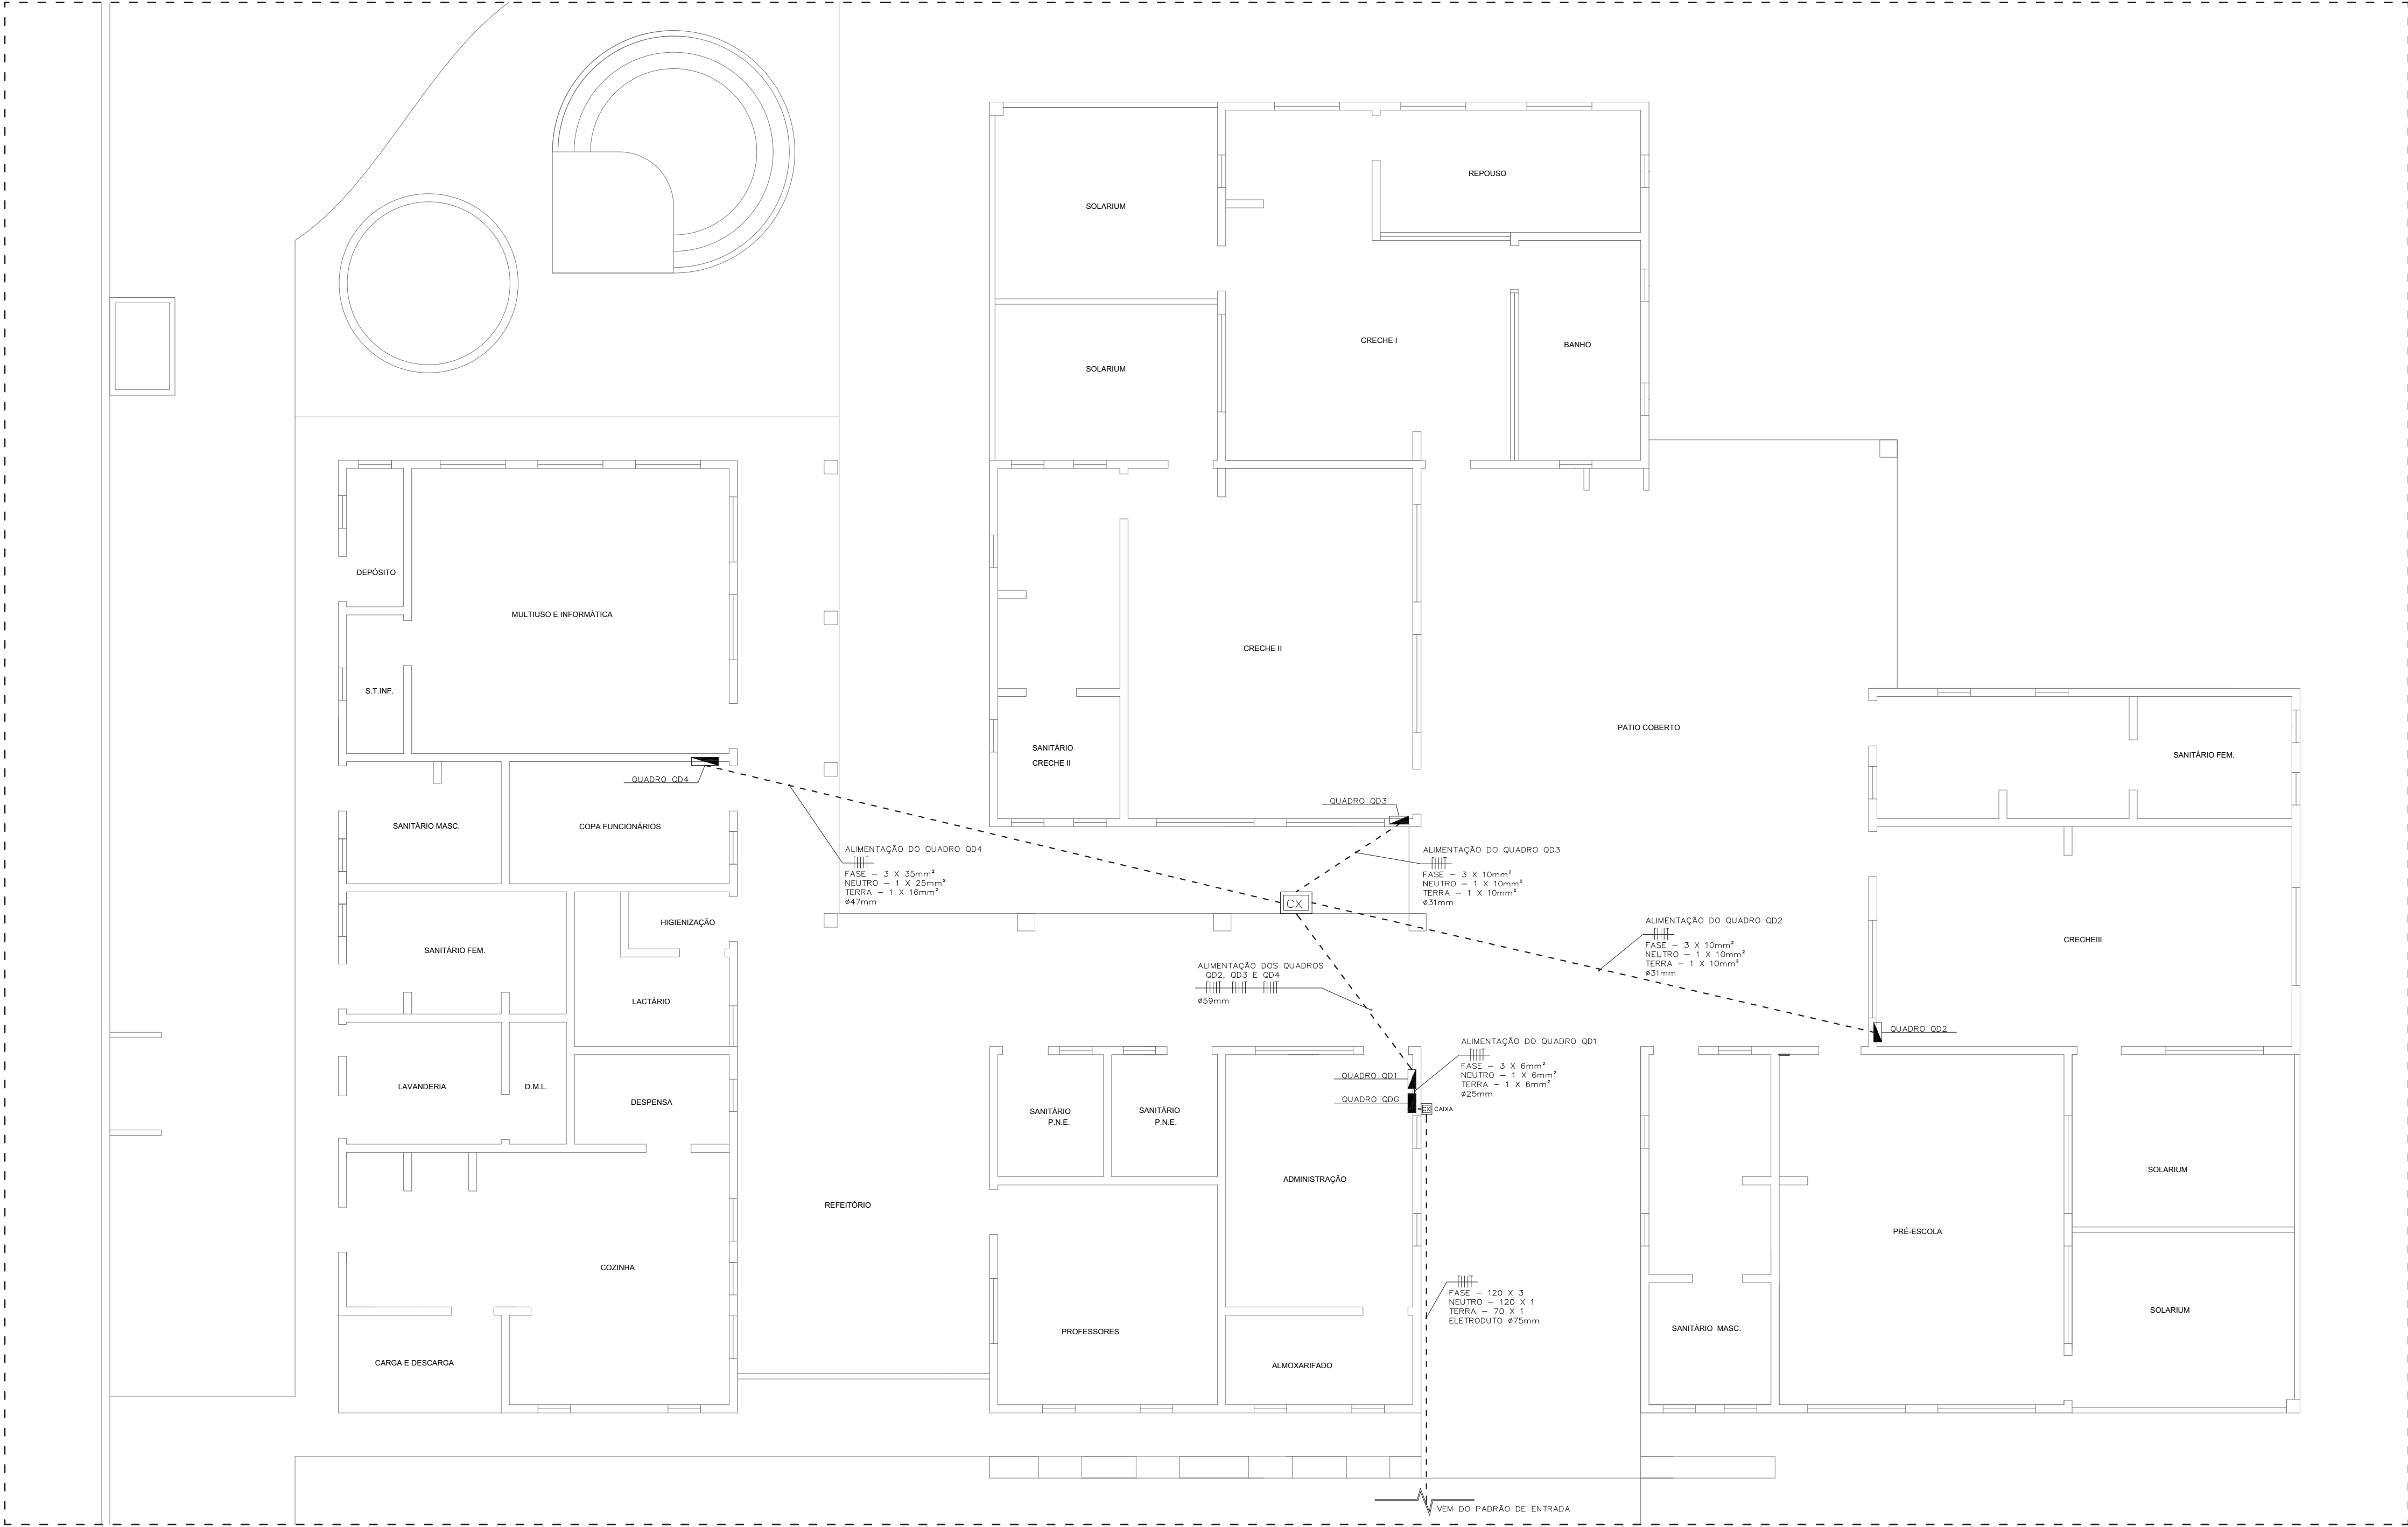 REPOUSO
SOLARIUM
CRECHE I
BANHO
SOLARIUM
DEPÓSITO
MULTIUSO E INFORMÁTICA
S.T.INF.
CRECHE II
PATIO COBERTO
SANITÁRIO
CRECHE II
SANITÁRIO FEM.
QUADRO QD4
QUADRO QD3
SANITÁRIO MASC.
COPA FUNCIONÁRIOS
ALIMENTAÇÃO DO QUADRO QD4
FASE – 3 X 35mm²
NEUTRO – 1 X 25mm²
TERRA – 1 X 16mm²
ø47mm
ALIMENTAÇÃO DO QUADRO QD3
FASE – 3 X 10mm²
NEUTRO – 1 X 10mm²
TERRA – 1 X 10mm²
ø31mm
CX
HIGIENIZAÇÃO
ALIMENTAÇÃO DO QUADRO QD2
FASE – 3 X 10mm²
NEUTRO – 1 X 10mm²
TERRA – 1 X 10mm²
ø31mm
SANITÁRIO FEM.
CRECHEIII
ALIMENTAÇÃO DOS QUADROS
QD2, QD3 E QD4
ø59mm
LACTÁRIO
QUADRO QD2
ALIMENTAÇÃO DO QUADRO QD1
FASE – 3 X 6mm²
NEUTRO – 1 X 6mm²
TERRA – 1 X 6mm²
ø25mm
QUADRO QD1
QUADRO QDG
CX CAIXA
LAVANDERIA
D.M.L.
DESPENSA
SANITÁRIO
P.N.E.
SANITÁRIO
P.N.E.
SOLARIUM
ADMINISTRAÇÃO
REFEITÓRIO
PRÉ-ESCOLA
COZINHA
FASE – 120 X 3
NEUTRO – 120 X 1
TERRA – 70 X 1
ELETRODUTO ø75mm
SOLARIUM
PROFESSORES
SANITÁRIO MASC.
CARGA E DESCARGA
ALMOXARIFADO
VEM DO PADRÃO DE ENTRADA